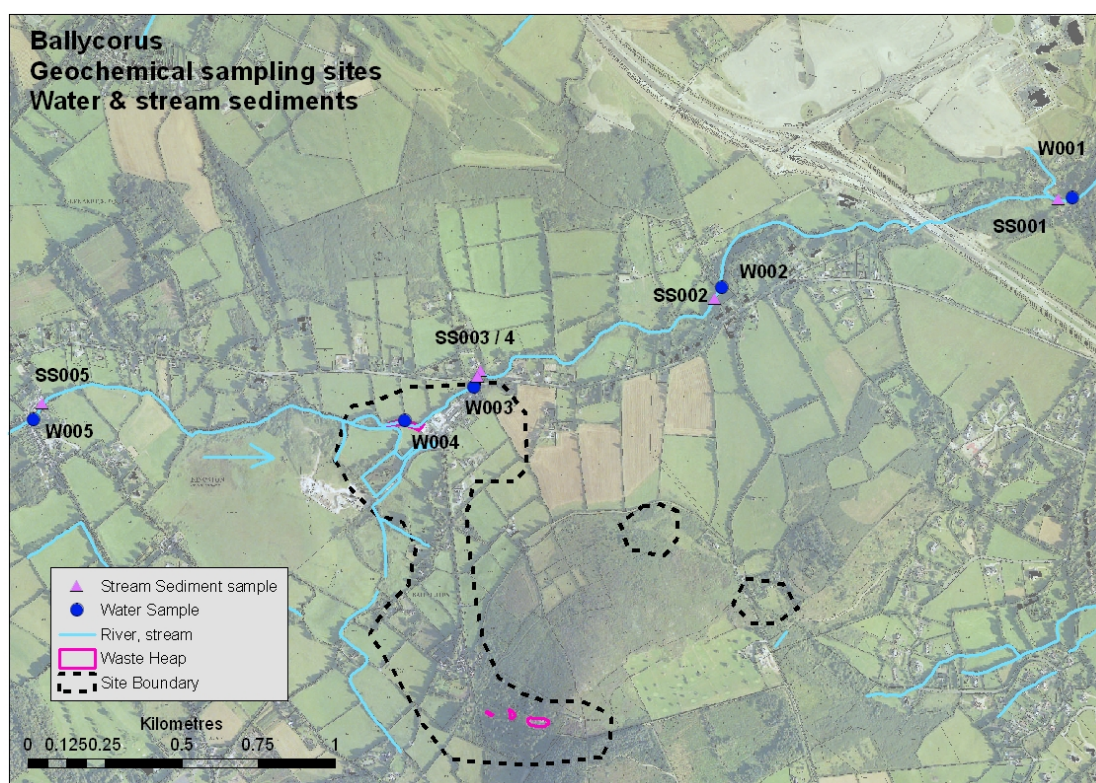 Ballycorus
Geochemical sampling sites
Water & stream sediments
W001
SS001
W002
SS002
SS003 / 4
SS005
W003
W005
W004
Stream Sediment sample
Water Sample
River, stream
Waste Heap
Site Boundary
Kilometres
0 0.1250.25 0.5 0.75 1